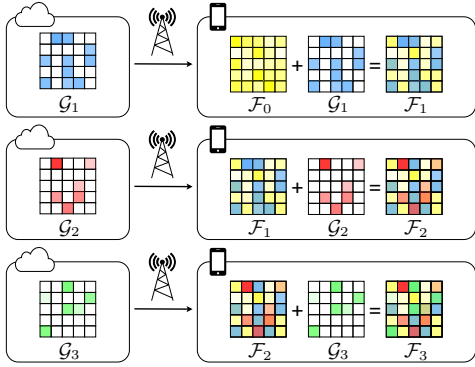 + =
𝒢₁ ℱ₀ 𝒢₁ ℱ₁
+ =
𝒢₂ ℱ₁ 𝒢₂ ℱ₂
+ =
𝒢₃ ℱ₂ 𝒢₃ ℱ₃